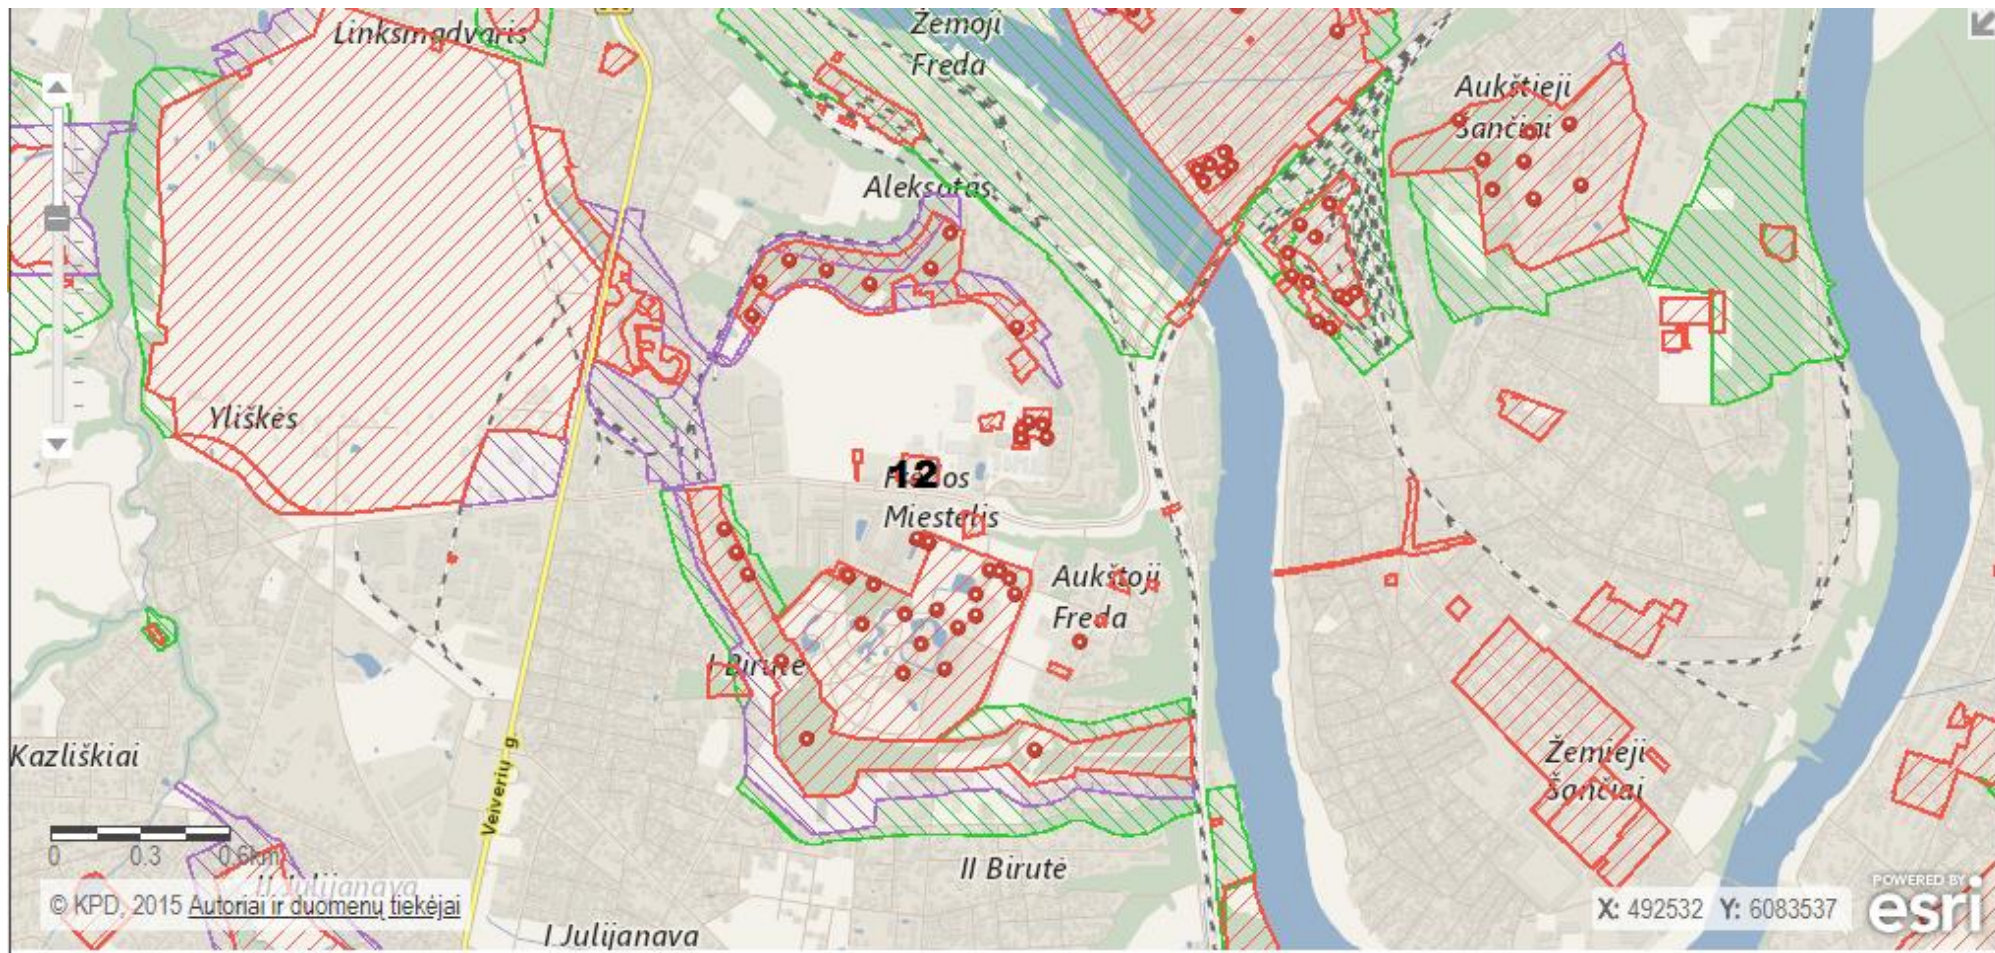 Linksmadvaris
Žemoji
Freda
Aukštieji
Šančiai
Aleksotas
Yliškės
12
Fredos
Miestelis
Aukštoji
Freda
I Birutė
Kazliškiai
Žemieji
Šančiai
Veiverių g
0 0.3 0.6km
II Birutė
II Julijanava
© KPD, 2015 Autoriai ir duomenų tiekėjai
I Julijanava
X: 492532 Y: 6083537
POWERED BY
esri